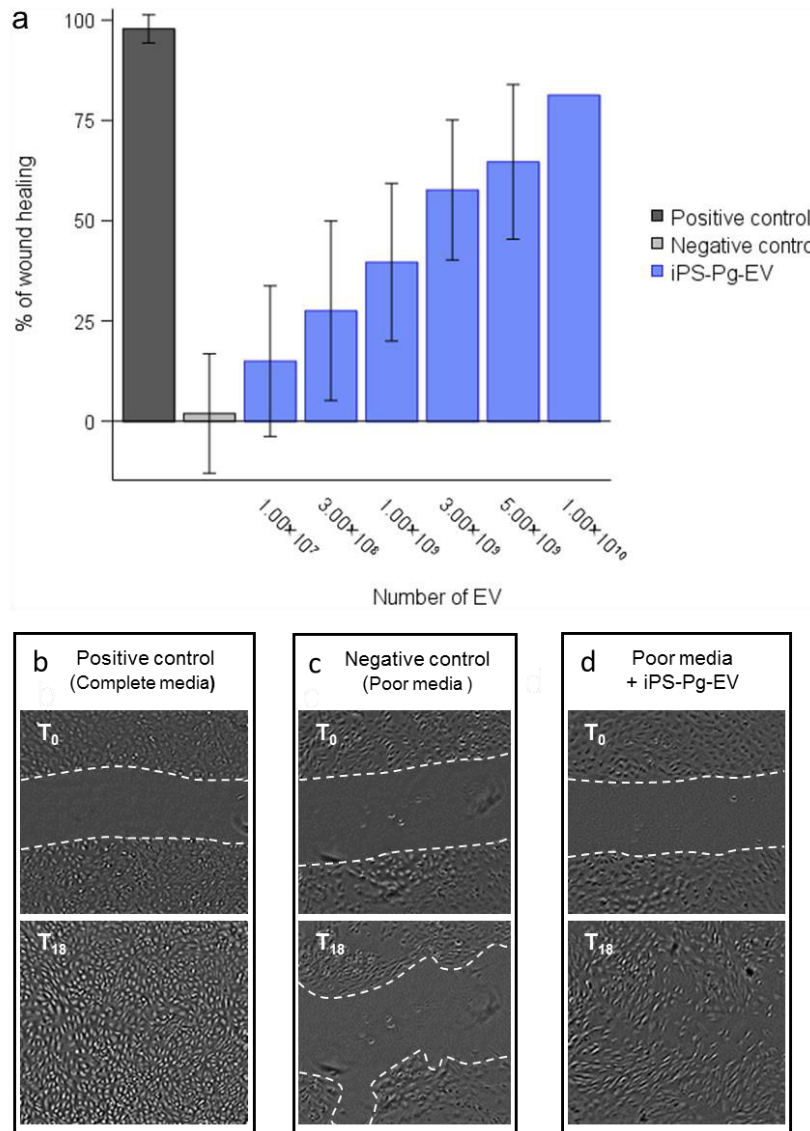 a
100
75
50
25
0
% of wound healing
Positive control
Negative contro
iPS-Pg-EV
1.00×10⁷
3.00×10⁸
1.00×10⁹
3.00×10⁹
5.00×10⁹
1.00×10¹⁰
Number of EV
b Positive control
(Complete media)
T₀
T₁₈
c Negative control
(Poor media )
T₀
T₁₈
d Poor media
+ iPS-Pg-EV
T₀
T₁₈